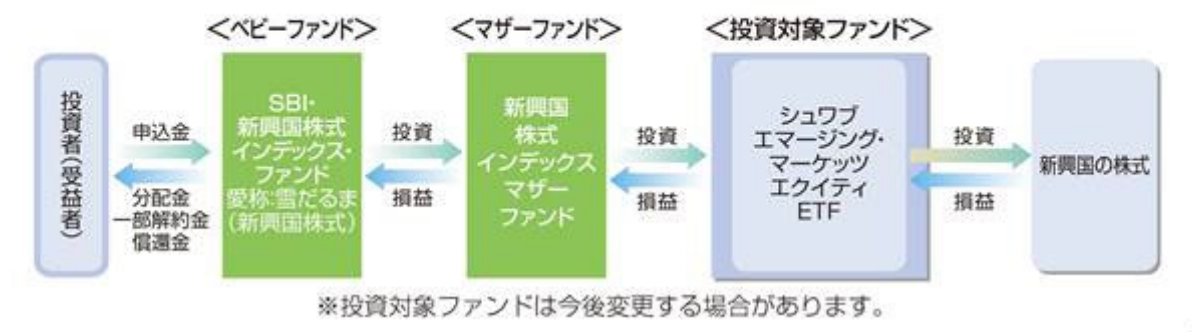 ＜ベビーファンド＞
＜マザーファンド＞
＜投資対象ファンド＞
投資者（受益者）
申込金
分配金
一部解約金
償還金
SBI・
新興国株式
インデックス・
ファンド
愛称:雪だるま
（新興国株式）
投資
損益
新興国
株式
インデックス
マザー
ファンド
投資
損益
シュワブ
エマージング・
マーケッツ
エクイティ
ETF
投資
損益
新興国の株式
※投資対象ファンドは今後変更する場合があります。